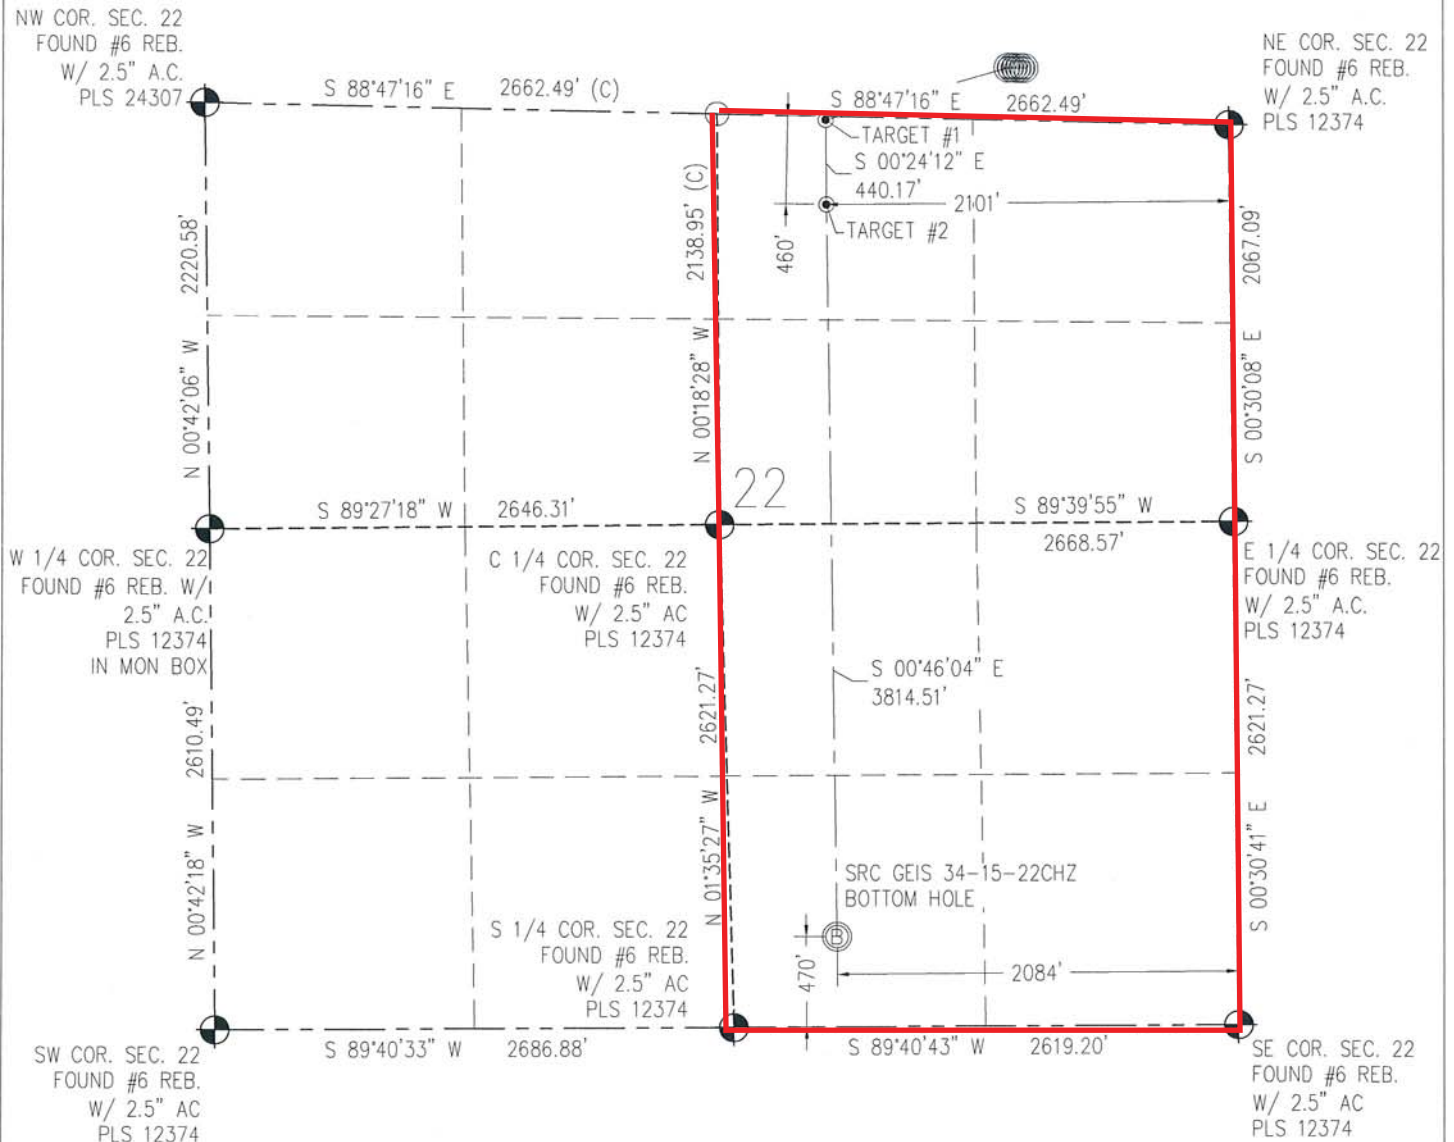 NW COR. SEC. 22
FOUND #6 REB.
W/ 2.5" A.C.
PLS 24307
S 88°47'16" E 2662.49' (C)
S 88°47'16" E 2662.49'
NE COR. SEC. 22
FOUND #6 REB.
W/ 2.5" A.C.
PLS 12374
TARGET #1
S 00°24'12" E
440.17'
2101'
TARGET #2
460'
2220.58'
N 00°42'06" W
2138.95' (C)
N 00°18'28" W
2067.09'
S 00°30'08" E
22
S 89°27'18" W 2646.31'
S 89°39'55" W
2668.57'
W 1/4 COR. SEC. 22
FOUND #6 REB. W/
2.5" A.C.
PLS 12374
IN MON BOX
C 1/4 COR. SEC. 22
FOUND #6 REB.
W/ 2.5" AC
PLS 12374
E 1/4 COR. SEC. 22
FOUND #6 REB.
W/ 2.5" A.C.
PLS 12374
S 00°46'04" E
3814.51'
2610.49'
N 00°42'18" W
2621.27'
N 01°35'27" W
2621.27'
S 00°30'41" E
SRC GEIS 34-15-22CHZ
BOTTOM HOLE
B
470'
2084'
S 1/4 COR. SEC. 22
FOUND #6 REB.
W/ 2.5" AC
PLS 12374
SW COR. SEC. 22
FOUND #6 REB.
W/ 2.5" AC
PLS 12374
S 89°40'33" W 2686.88'
S 89°40'43" W 2619.20'
SE COR. SEC. 22
FOUND #6 REB.
W/ 2.5" AC
PLS 12374